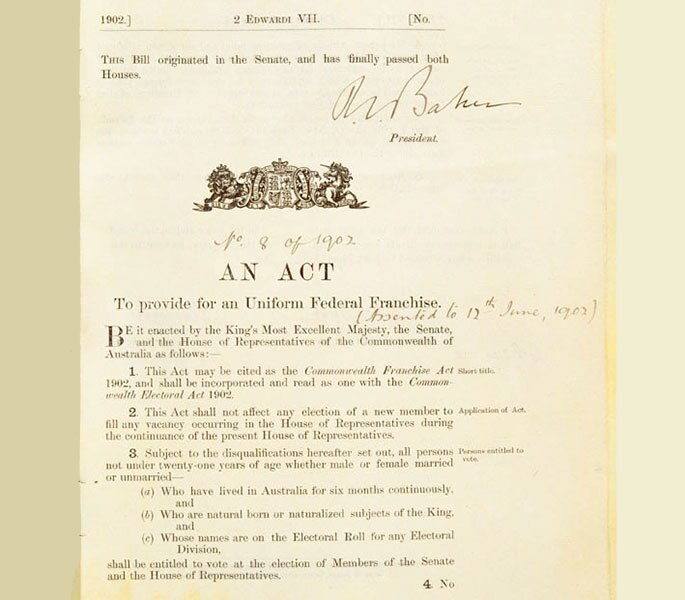 1902.] 2 EDWARDI VII. [No.
THIS Bill originated in the Senate, and has finally passed both
Houses.
R. C. Baker
President.
No. 8 of 1902
AN ACT
To provide for an Uniform Federal Franchise.
(Assented to 12th June, 1902)
BE it enacted by the King's Most Excellent Majesty, the Senate,
and the House of Representatives of the Commonwealth of
Australia as follows:—
1. This Act may be cited as the Commonwealth Franchise Act Short title.
1902, and shall be incorporated and read as one with the Common-
wealth Electoral Act 1902.
2. This Act shall not affect any election of a new member to Application of Act.
fill any vacancy occurring in the House of Representatives during
the continuance of the present House of Representatives.
3. Subject to the disqualifications hereafter set out, all persons Persons entitled to
not under twenty-one years of age whether male or female married vote.
or unmarried—
(a) Who have lived in Australia for six months continuously,
and
(b) Who are natural born or naturalized subjects of the King,
and
(c) Whose names are on the Electoral Roll for any Electoral
Division,
shall be entitled to vote at the election of Members of the Senate
and the House of Representatives.
4. No